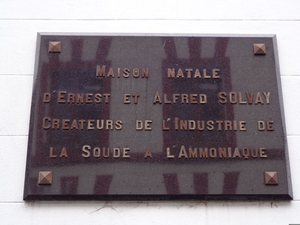 MAISON NATALE
D'ERNEST ET ALFRED SOLVAY
CREATEURS DE L'INDUSTRIE DE
LA SOUDE A L'AMMONIAQUE